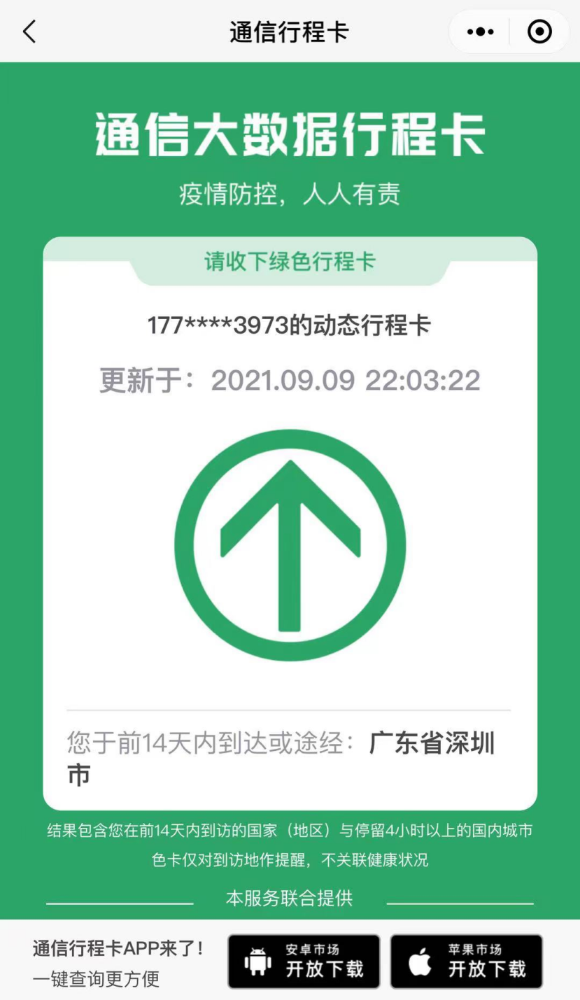 通信行程卡
通信大数据行程卡
疫情防控，人人有责
请收下绿色行程卡
177****3973的动态行程卡
更新于：2021.09.09 22:03:22
您于前14天内到达或途经：广东省深圳
市
结果包含您在前14天内到访的国家（地区）与停留4小时以上的国内城市
色卡仅对到访地作提醒，不关联健康状况
本服务联合提供
通信行程卡APP来了！
一键查询更方便
安卓市场
开放下载
苹果市场
开放下载